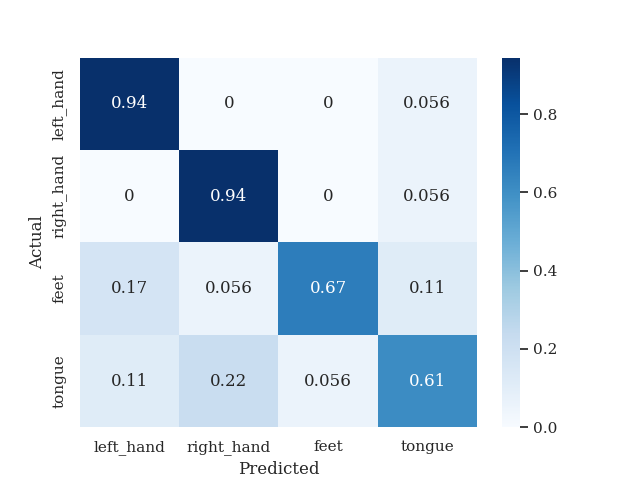 left_hand 0.94 0 0 0.056
right_hand 0 0.94 0 0.056
feet 0.17 0.056 0.67 0.11
tongue 0.11 0.22 0.056 0.61
left_hand right_hand feet tongue
Predicted
Actual
0.8
0.6
0.4
0.2
0.0